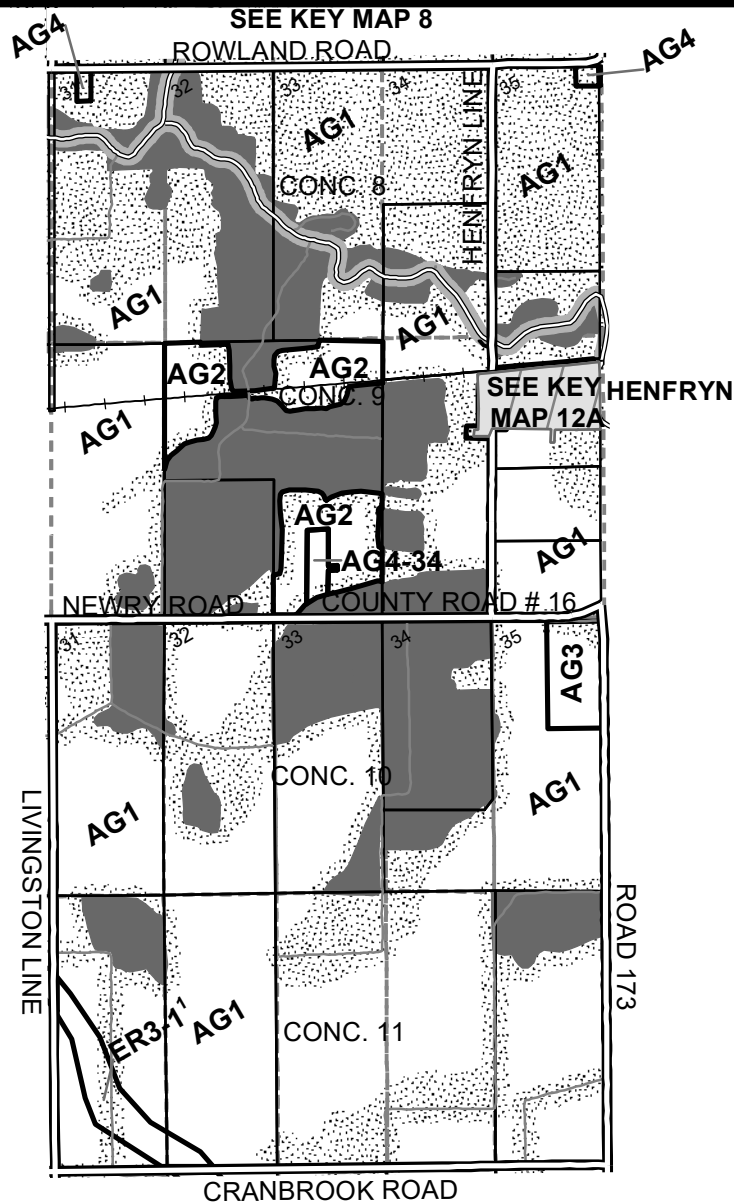 SEE KEY MAP 8
AG4
ROWLAND ROAD
AG4
31
32
33
34
35
HENFRYN LINE
AG1
AG1
CONC. 8
AG1
AG1
AG2
AG2
CONC. 9
SEE KEY
MAP 12A
HENFRYN
AG1
AG2
AG1
AG4-34
NEWRY ROAD
COUNTY ROAD # 16
31
32
33
34
35
AG3
CONC. 10
AG1
AG1
LIVINGSTON LINE
ROAD 173
ER3-1¹
AG1
CONC. 11
CRANBROOK ROAD